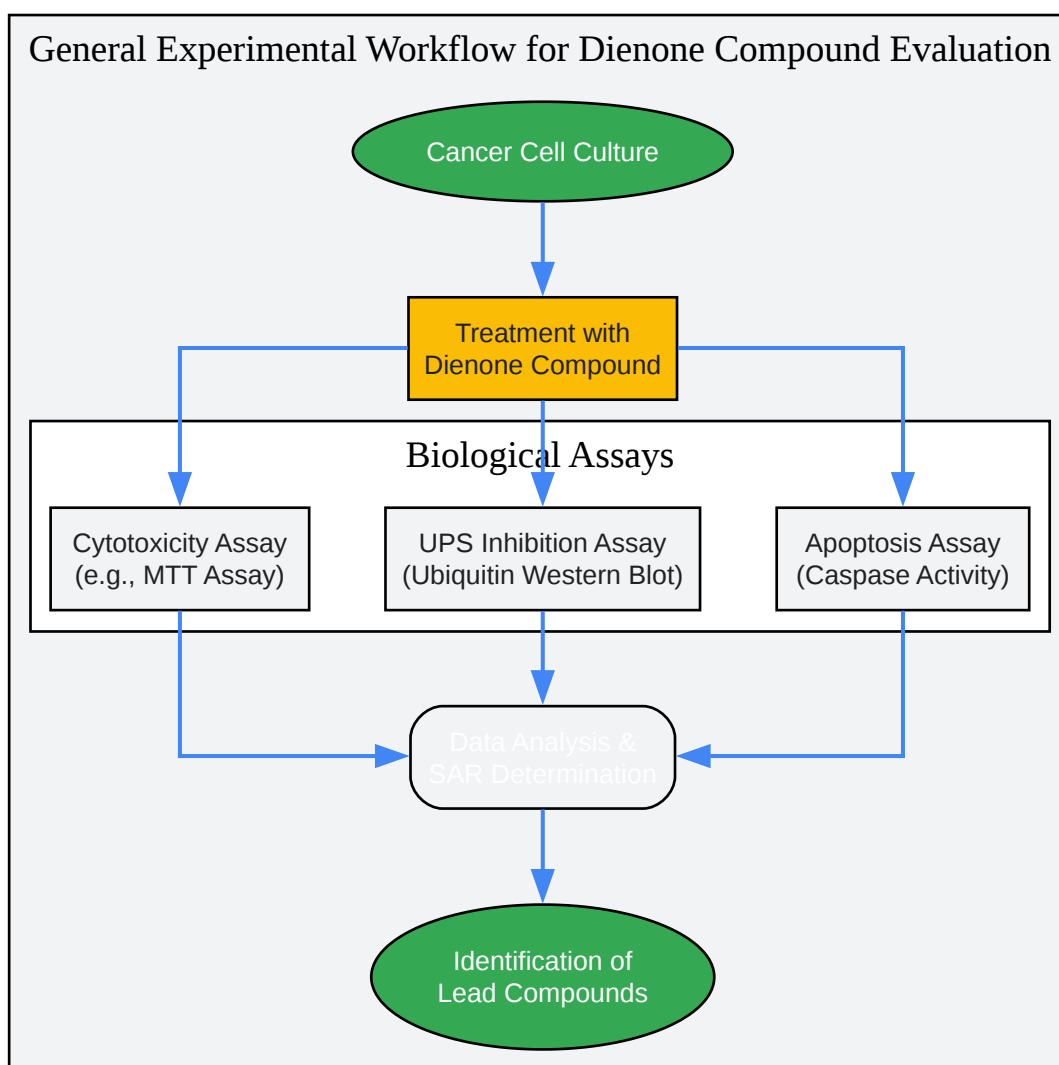 General Experimental Workflow for Dienone Compound Evaluation
Cancer Cell Culture
Treatment with
Dienone Compound
Biological Assays
Cytotoxicity Assay
(e.g., MTT Assay)
UPS Inhibition Assay
(Ubiquitin Western Blot)
Apoptosis Assay
(Caspase Activity)
Data Analysis &
SAR Determination
Identification of
Lead Compounds